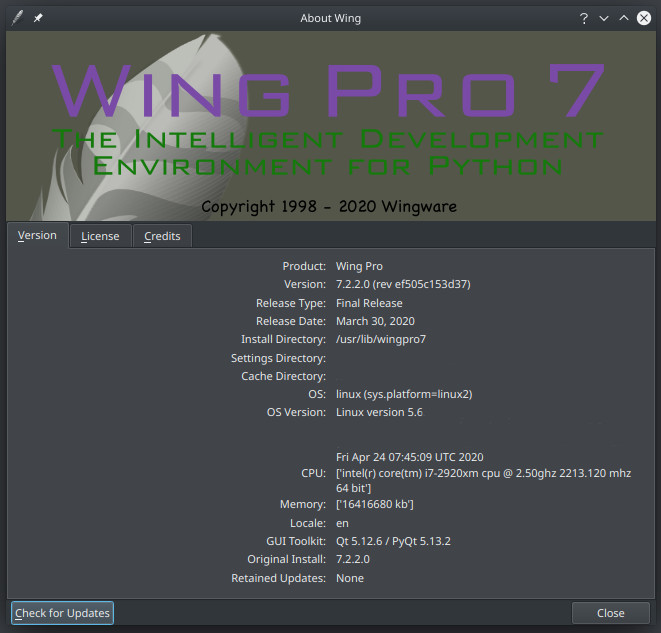 About Wing
?
WING PRO 7
THE INTELLIGENT DEVELOPMENT
ENVIRONMENT FOR PYTHON
Copyright 1998 - 2020 Wingware
Version License Credits
Product: Wing Pro
Version: 7.2.2.0 (rev ef505c153d37)
Release Type: Final Release
Release Date: March 30, 2020
Install Directory: /usr/lib/wingpro7
Settings Directory:
Cache Directory:
OS: linux (sys.platform=linux2)
OS Version: Linux version 5.6
Fri Apr 24 07:45:09 UTC 2020
CPU: ['intel(r) core(tm) i7-2920xm cpu @ 2.50ghz 2213.120 mhz
64 bit']
Memory: ['16416680 kb']
Locale: en
GUI Toolkit: Qt 5.12.6 / PyQt 5.13.2
Original Install: 7.2.2.0
Retained Updates: None
Check for Updates Close